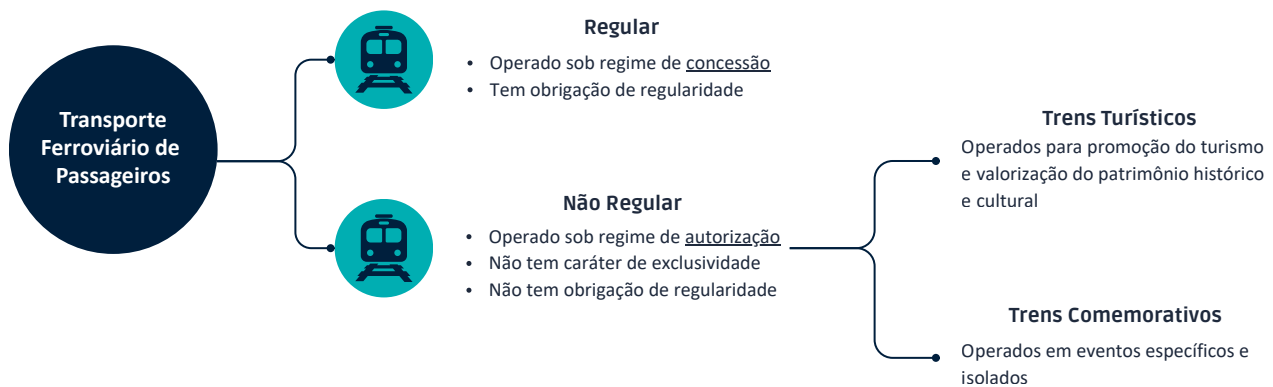 Transporte
Ferroviário de
Passageiros
Regular
• Operado sob regime de concessão
• Tem obrigação de regularidade
Não Regular
• Operado sob regime de autorização
• Não tem caráter de exclusividade
• Não tem obrigação de regularidade
Trens Turísticos
Operados para promoção do turismo
e valorização do patrimônio histórico
e cultural
Trens Comemorativos
Operados em eventos específicos e
isolados